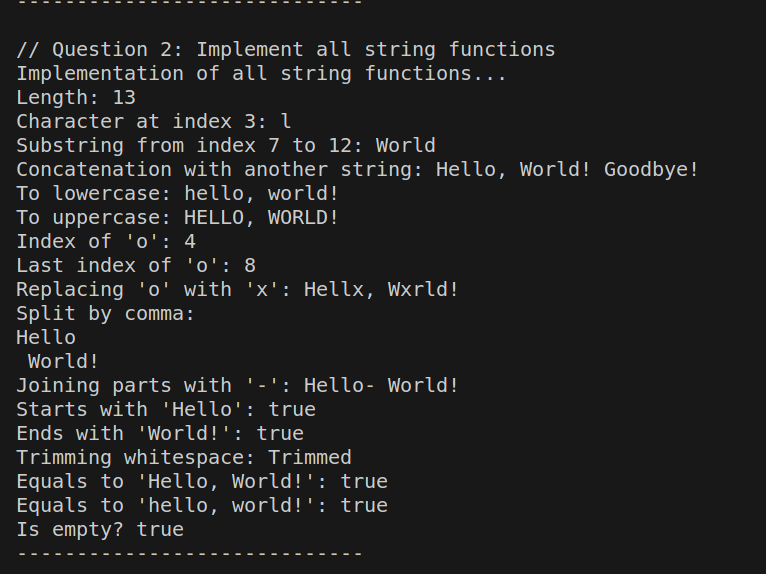 -----------------------------
// Question 2: Implement all string functions
Implementation of all string functions...
Length: 13
Character at index 3: l
Substring from index 7 to 12: World
Concatenation with another string: Hello, World! Goodbye!
To lowercase: hello, world!
To uppercase: HELLO, WORLD!
Index of 'o': 4
Last index of 'o': 8
Replacing 'o' with 'x': Hellx, Wxrld!
Split by comma:
Hello
 World!
Joining parts with '-': Hello- World!
Starts with 'Hello': true
Ends with 'World!': true
Trimming whitespace: Trimmed
Equals to 'Hello, World!': true
Equals to 'hello, world!': true
Is empty? true
-----------------------------